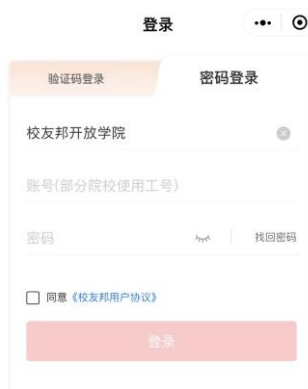 登录
验证码登录
密码登录
校友邦开放学院
账号(部分院校使用工号)
密码
找回密码
同意《校友邦用户协议》
登录